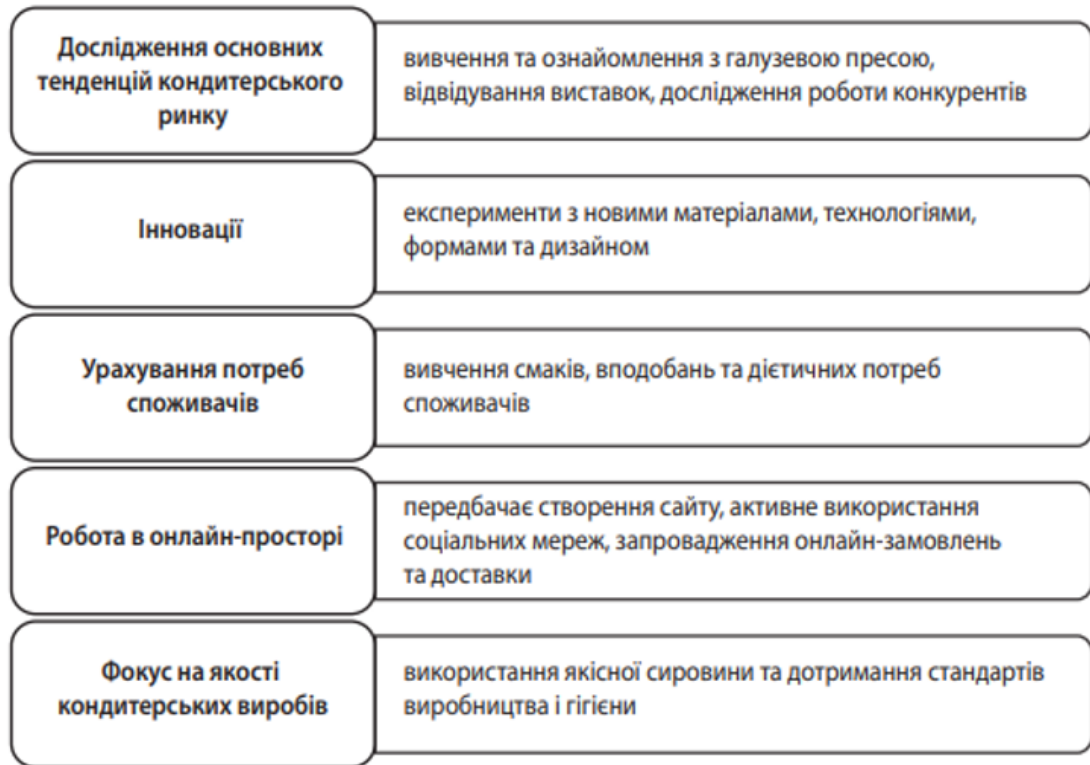 Дослідження основних
тенденцій кондитерського
ринку
вивчення та ознайомлення з галузевою пресою,
відвідування виставок, дослідження роботи конкурентів
Інновації
експерименти з новими матеріалами, технологіями,
формами та дизайном
Урахування потреб
споживачів
вивчення смаків, вподобань та дієтичних потреб
споживачів
Робота в онлайн-просторі
передбачає створення сайту, активне використання
соціальних мереж, запровадження онлайн-замовлень
та доставки
Фокус на якості
кондитерських виробів
використання якісної сировини та дотримання стандартів
виробництва і гігієни